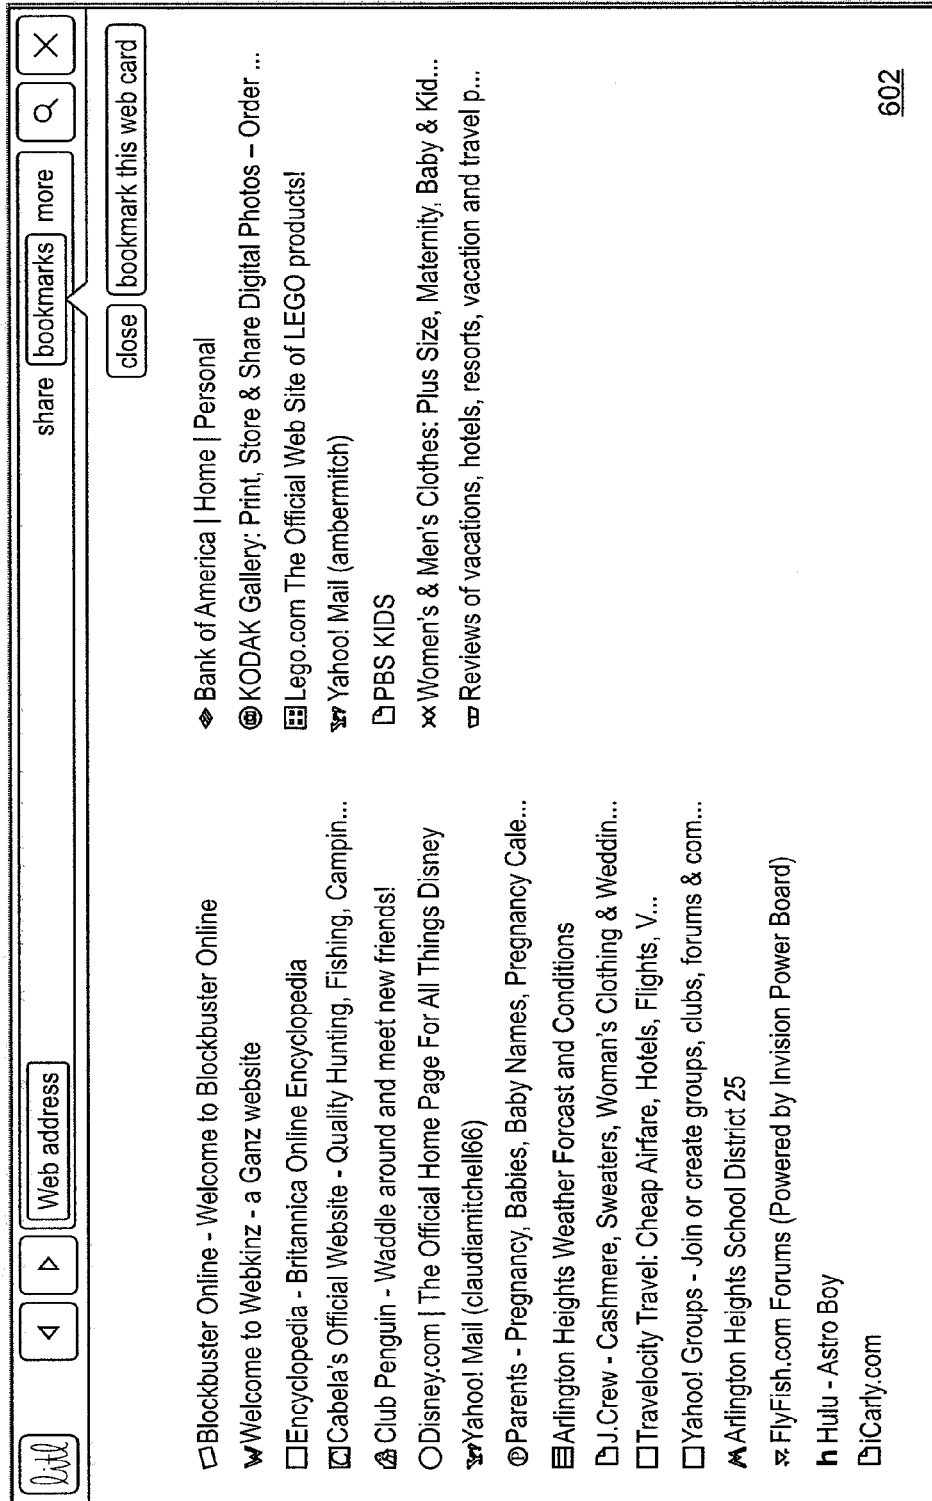 litl
Web address
share bookmarks more
close bookmark this web card
Blockbuster Online - Welcome to Blockbuster Online
Welcome to Webkinz - a Ganz website
Encyclopedia - Britannica Online Encyclopedia
Cabela's Official Website - Quality Hunting, Fishing, Campin...
Club Penguin - Waddle around and meet new friends!
Disney.com | The Official Home Page For All Things Disney
Yahoo! Mail (claudiamitchell66)
Parents - Pregnancy, Babies, Baby Names, Pregnancy Cale...
Arlington Heights Weather Forcast and Conditions
J.Crew - Cashmere, Sweaters, Woman's Clothing & Weddin...
Travelocity Travel: Cheap Airfare, Hotels, Flights, V...
Yahoo! Groups - Join or create groups, clubs, forums & com...
Arlington Heights School District 25
FlyFish.com Forums (Powered by Invision Power Board)
h Hulu - Astro Boy
iCarly.com
Bank of America | Home | Personal
KODAK Gallery: Print, Store & Share Digital Photos – Order ...
Lego.com The Official Web Site of LEGO products!
Yahoo! Mail (ambermitch)
PBS KIDS
Women's & Men's Clothes: Plus Size, Maternity, Baby & Kid...
Reviews of vacations, hotels, resorts, vacation and travel p...
602